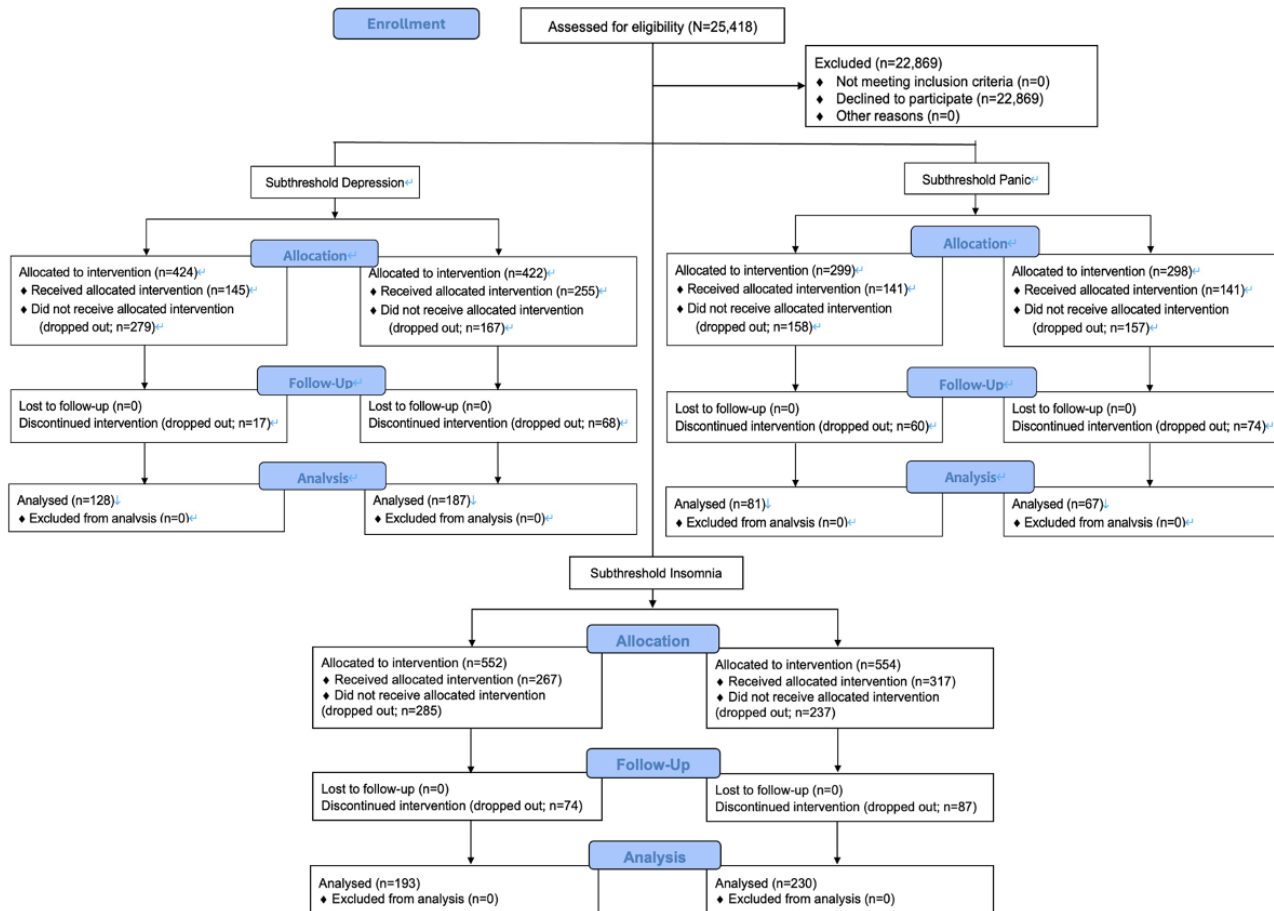 Enrollment
Assessed for eligibility (N=25,418)
Excluded (n=22,869)
♦ Not meeting inclusion criteria (n=0)
♦ Declined to participate (n=22,869)
♦ Other reasons (n=0)
Subthreshold Depression↵
Subthreshold Panic↵
Allocation↵
Allocated to intervention (n=424)↵
♦ Received allocated intervention (n=145)↵
♦ Did not receive allocated intervention
(dropped out; n=279)↵
Allocated to intervention (n=422)↵
♦ Received allocated intervention (n=255)↵
♦ Did not receive allocated intervention
(dropped out; n=167)↵
Follow-Up↵
Lost to follow-up (n=0)
Discontinued intervention (dropped out; n=17)↵
Lost to follow-up (n=0)
Discontinued intervention (dropped out; n=68)↵
Analysis↵
Analysed (n=128)↓
♦ Excluded from analysis (n=0)↵
Analysed (n=187)↓
♦ Excluded from analysis (n=0)↵
Allocation↵
Allocated to intervention (n=299)↵
♦ Received allocated intervention (n=141)↵
♦ Did not receive allocated intervention
(dropped out; n=158)↵
Allocated to intervention (n=298)↵
♦ Received allocated intervention (n=141)↵
♦ Did not receive allocated intervention
(dropped out; n=157)↵
Follow-Up↵
Lost to follow-up (n=0)
Discontinued intervention (dropped out; n=60)↵
Lost to follow-up (n=0)
Discontinued intervention (dropped out; n=74)↵
Analysis↵
Analysed (n=81)↓
♦ Excluded from analysis (n=0)↵
Analysed (n=67)↓
♦ Excluded from analysis (n=0)↵
Subthreshold Insomnia
Allocation
Allocated to intervention (n=552)
♦ Received allocated intervention (n=267)
♦ Did not receive allocated intervention
(dropped out; n=285)
Allocated to intervention (n=554)
♦ Received allocated intervention (n=317)
♦ Did not receive allocated intervention
(dropped out; n=237)
Follow-Up
Lost to follow-up (n=0)
Discontinued intervention (dropped out; n=74)
Lost to follow-up (n=0)
Discontinued intervention (dropped out; n=87)
Analysis
Analysed (n=193)
♦ Excluded from analysis (n=0)
Analysed (n=230)
♦ Excluded from analysis (n=0)